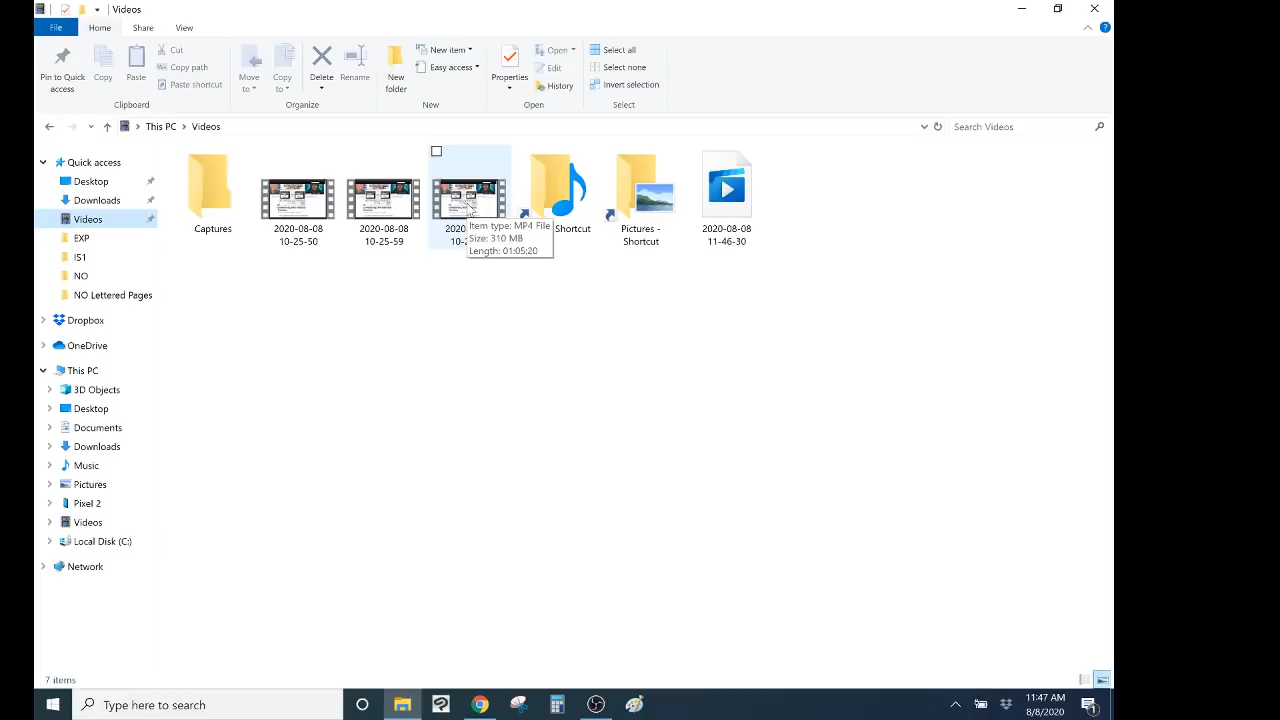 Videos
File Home Share View
Pin to Quick access
Copy
Paste
Cut
Copy path
Paste shortcut
Clipboard
Move to
Copy to
Delete
Rename
Organize
New folder
New item
Easy access
New
Properties
Open
Edit
History
Open
Select all
Select none
Invert selection
Select
This PC > Videos
Search Videos
Quick access
Desktop
Downloads
Videos
EXP
IS1
NO
NO Lettered Pages
Dropbox
OneDrive
This PC
3D Objects
Desktop
Documents
Downloads
Music
Pictures
Pixel 2
Videos
Local Disk (C:)
Network
Captures
2020-08-08
10-25-50
2020-08-08
10-25-59
Item type: MP4 File
Size: 310 MB
Length: 01:05:20
Shortcut
Pictures -
Shortcut
2020-08-08
11-46-30
7 items
Type here to search
11:47 AM
8/8/2020